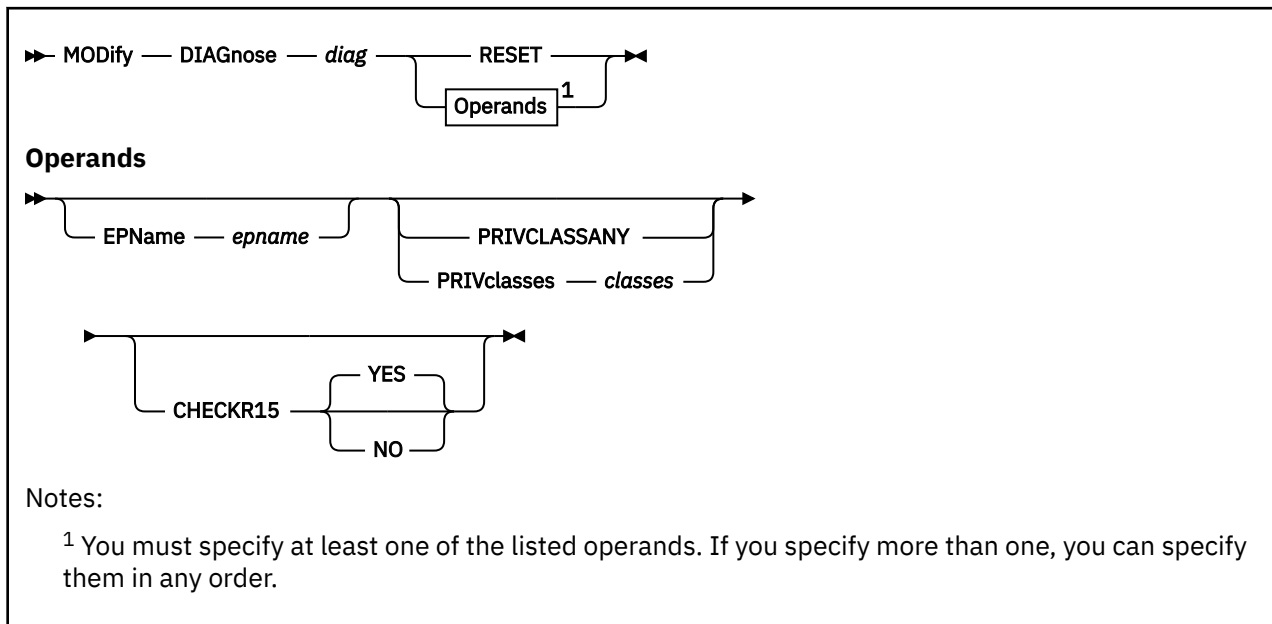 MODify DIAGnose diag RESET
Operands 1
Operands
EPName epname PRIVCLASSANY
PRIVclasses classes
YES
CHECKR15
NO
Notes:
1 You must specify at least one of the listed operands. If you specify more than one, you can specify
them in any order.